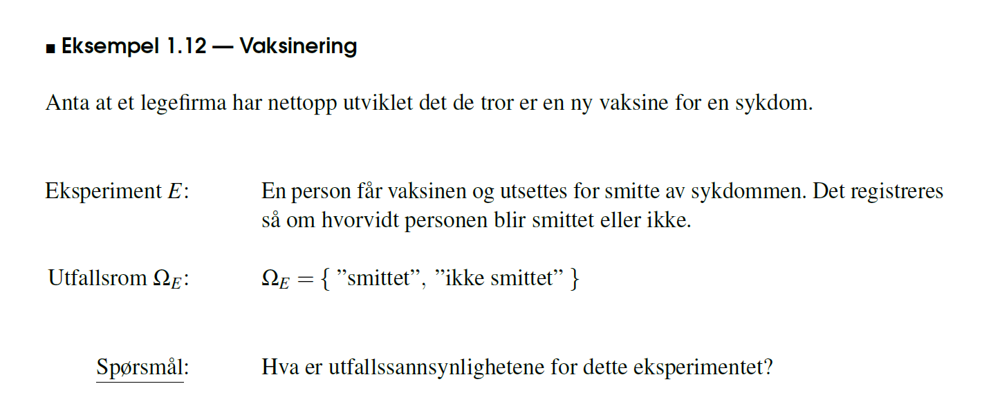 ■ Eksempel 1.12 — Vaksinering
Anta at et legefirma har nettopp utviklet det de tror er en ny vaksine for en sykdom.
Eksperiment E: En person får vaksinen og utsettes for smitte av sykdommen. Det registreres
så om hvorvidt personen blir smittet eller ikke.
Utfallsrom Ω_E: Ω_E = { ”smittet”, ”ikke smittet” }
Spørsmål: Hva er utfallssannsynlighetene for dette eksperimentet?